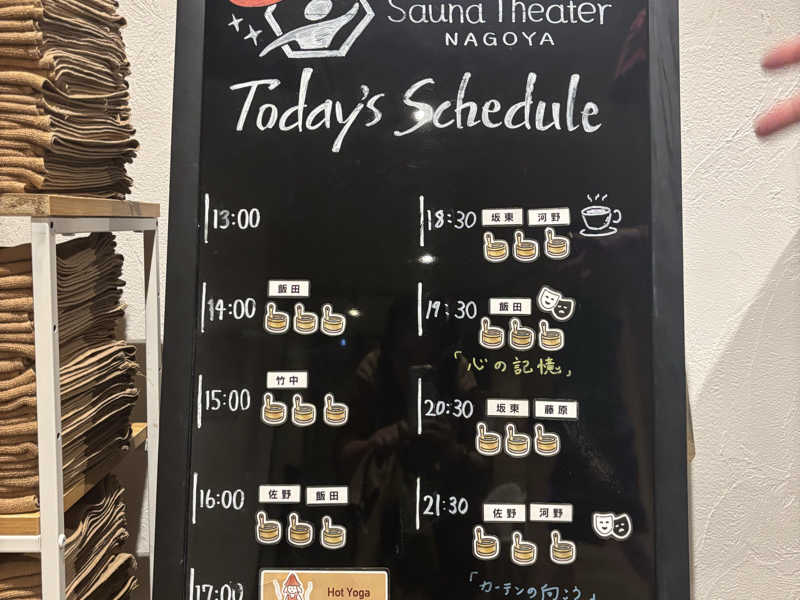 Sauna Theater
NAGOYA
Today's Schedule
13:00
14:00 飯田
15:00 竹中
16:00 佐野 飯田
17:00 Hot Yoga
18:30 坂東 河野
19:30 飯田
「心の記憶」
20:30 坂東 藤原
21:30 佐野 河野
「カーテンの向こう」